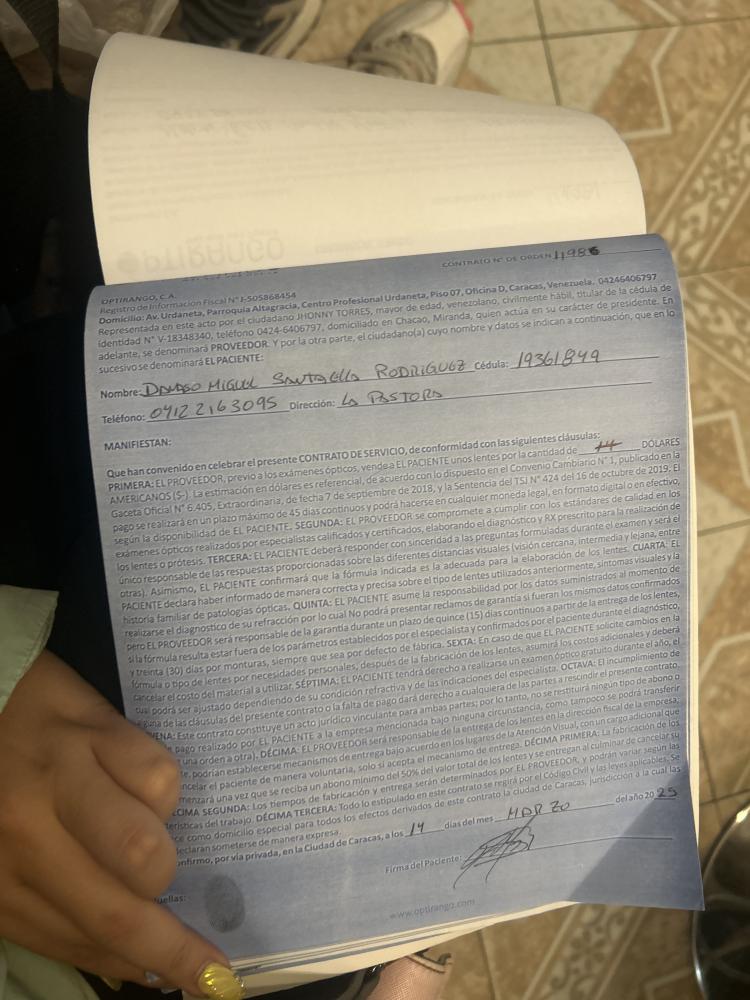 OPTIRANGO
CONTRATO N° DE ORDEN 11986
OPTIRANGO, C.A.
Registro de Información Fiscal N° J-505868454
Domicilio: Av. Urdaneta, Parroquia Altagracia, Centro Profesional Urdaneta, Piso 07, Oficina D, Caracas, Venezuela. 04246406797
Representada en este acto por el ciudadano JHONNY TORRES, mayor de edad, venezolano, civilmente hábil, titular de la cédula de
identidad N° V-18348340, teléfono 0424-6406797, domiciliado en Chacao, Miranda, quien actúa en su carácter de presidente. En
adelante, se denominará PROVEEDOR. Y por la otra parte, el ciudadano(a) cuyo nombre y datos se indican a continuación, que en lo
sucesivo se denominará EL PACIENTE:
Nombre: DAMASO MIGUEL SANTAELLA RODRIGUEZ Cédula: 19361849
Teléfono: 0412 2163095 Dirección: LA PASTORA
MANIFIESTAN:
Que han convenido en celebrar el presente CONTRATO DE SERVICIO, de conformidad con las siguientes cláusulas:
PRIMERA: EL PROVEEDOR, previo a los exámenes ópticos, vende a EL PACIENTE unos lentes por la cantidad de DÓLARES
AMERICANOS ($-). La estimación en dólares es referencial, de acuerdo con lo dispuesto en el Convenio Cambiario N° 1, publicado en la
Gaceta Oficial N° 6.405, Extraordinaria, de fecha 7 de septiembre de 2018, y la Sentencia del TSJ N° 424 del 16 de octubre de 2019. El
pago se realizará en un plazo máximo de 45 días continuos y podrá hacerse en cualquier moneda legal, en formato digital o en efectivo,
según la disponibilidad de EL PACIENTE. SEGUNDA: EL PROVEEDOR se compromete a cumplir con los estándares de calidad en los
exámenes ópticos realizados por especialistas calificados y certificados, elaborando el diagnóstico y RX prescrito para la realización de
los lentes o prótesis. TERCERA: EL PACIENTE deberá responder con sinceridad a las preguntas formuladas durante el examen y será el
único responsable de las respuestas proporcionadas sobre las diferentes distancias visuales (visión cercana, intermedia y lejana, entre
otras). Asimismo, EL PACIENTE confirmará que la fórmula indicada es la adecuada para la elaboración de los lentes. CUARTA: EL
PACIENTE declara haber informado de manera correcta y precisa sobre el tipo de lentes utilizados anteriormente, síntomas visuales y la
historia familiar de patologías ópticas. QUINTA: EL PACIENTE asume la responsabilidad por los datos suministrados al momento de
realizarse el diagnostico de su refracción por lo cual No podrá presentar reclamos de garantía si fueran los mismos datos confirmados
pero EL PROVEEDOR será responsable de la garantía durante un plazo de quince (15) días continuos a partir de la entrega de los lentes,
y treinta (30) días por monturas, siempre que sea por defecto de fábrica. SEXTA: En caso de que EL PACIENTE solicite cambios en la
si la fórmula resulta estar fuera de los parámetros establecidos por el especialista y confirmados por el paciente durante el diagnóstico,
fórmula o tipo de lentes por necesidades personales, después de la fabricación de los lentes, asumirá los costos adicionales y deberá
cancelar el costo del material a utilizar. SÉPTIMA: EL PACIENTE tendrá derecho a realizarse un examen óptico gratuito durante el año, el
cual podrá ser ajustado dependiendo de su condición refractiva y de las indicaciones del especialista. OCTAVA: El incumplimiento de
alguna de las cláusulas del presente contrato o la falta de pago dará derecho a cualquiera de las partes a rescindir el presente contrato.
VENA: Este contrato constituye un acto jurídico vinculante para ambas partes; por lo tanto, no se restituirá ningún tipo de abono o
pago realizado por EL PACIENTE a la empresa mencionada bajo ninguna circunstancia, como tampoco se podrá transferir
una orden a otro). DÉCIMA: EL PROVEEDOR será responsable de la entrega de los lentes en la dirección fiscal de la empresa,
te, podrían establecerse mecanismos de entrega bajo acuerdo en los lugares de la Atención Visual, con un cargo adicional que
ncelar el paciente de manera voluntaria, solo si acepta el mecanismo de entrega. DÉCIMA PRIMERA: La fabricación de los
menzará una vez que se reciba un abono mínimo del 50% del valor total de los lentes y se entregan al culminar de cancelar su
CIMA SEGUNDA: Los tiempos de fabricación y entrega serán determinados por EL PROVEEDOR, y podrán variar según las
terísticas del trabajo. DÉCIMA TERCERA: Todo lo estipulado en este contrato se regirá por el Código Civil y las leyes aplicables. Se
ce como domicilio especial para todos los efectos derivados de este contrato la ciudad de Caracas, jurisdicción a la cual las
declaran someterse de manera expresa.
onfirmo, por vía privada, en la Ciudad de Caracas, a los 14 días del mes MARZO del año 2025
Firma del Paciente:
uellas:
www.optirango.com